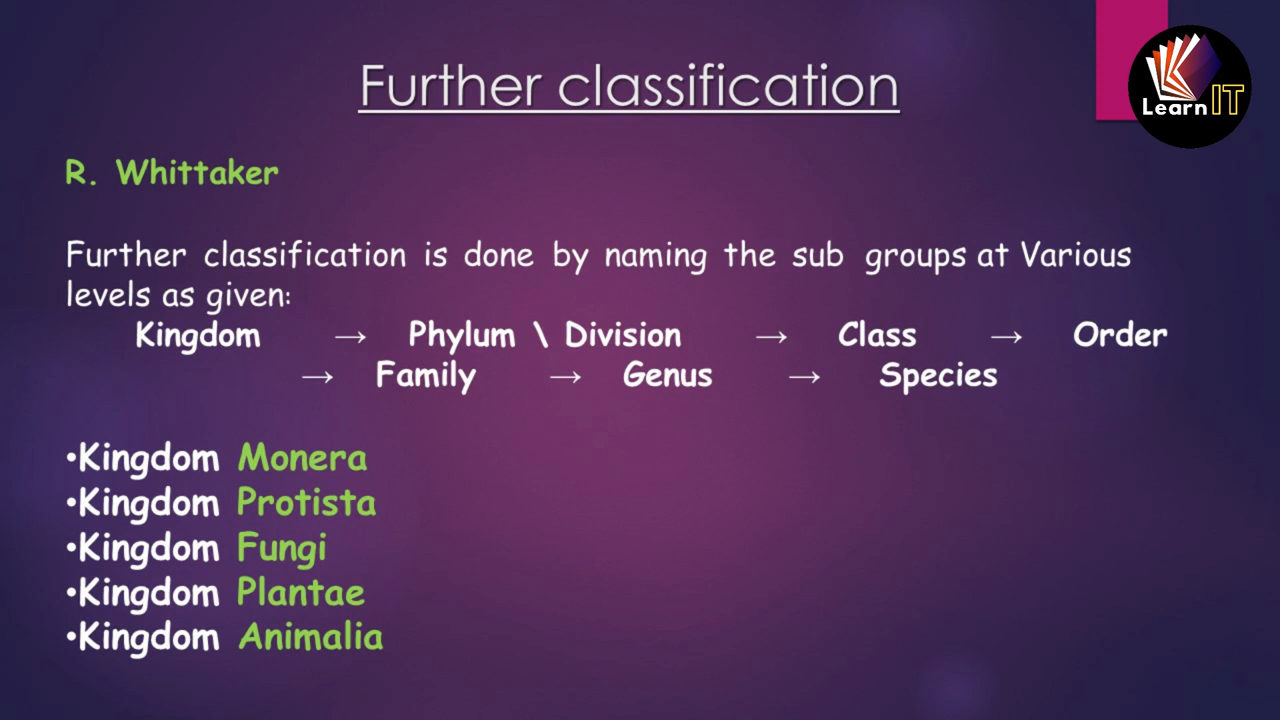 Further classification
Learn IT
R. Whittaker
Further classification is done by naming the sub groups at Various
levels as given:
Kingdom → Phylum \ Division → Class → Order
→ Family → Genus → Species
•Kingdom Monera
•Kingdom Protista
•Kingdom Fungi
•Kingdom Plantae
•Kingdom Animalia